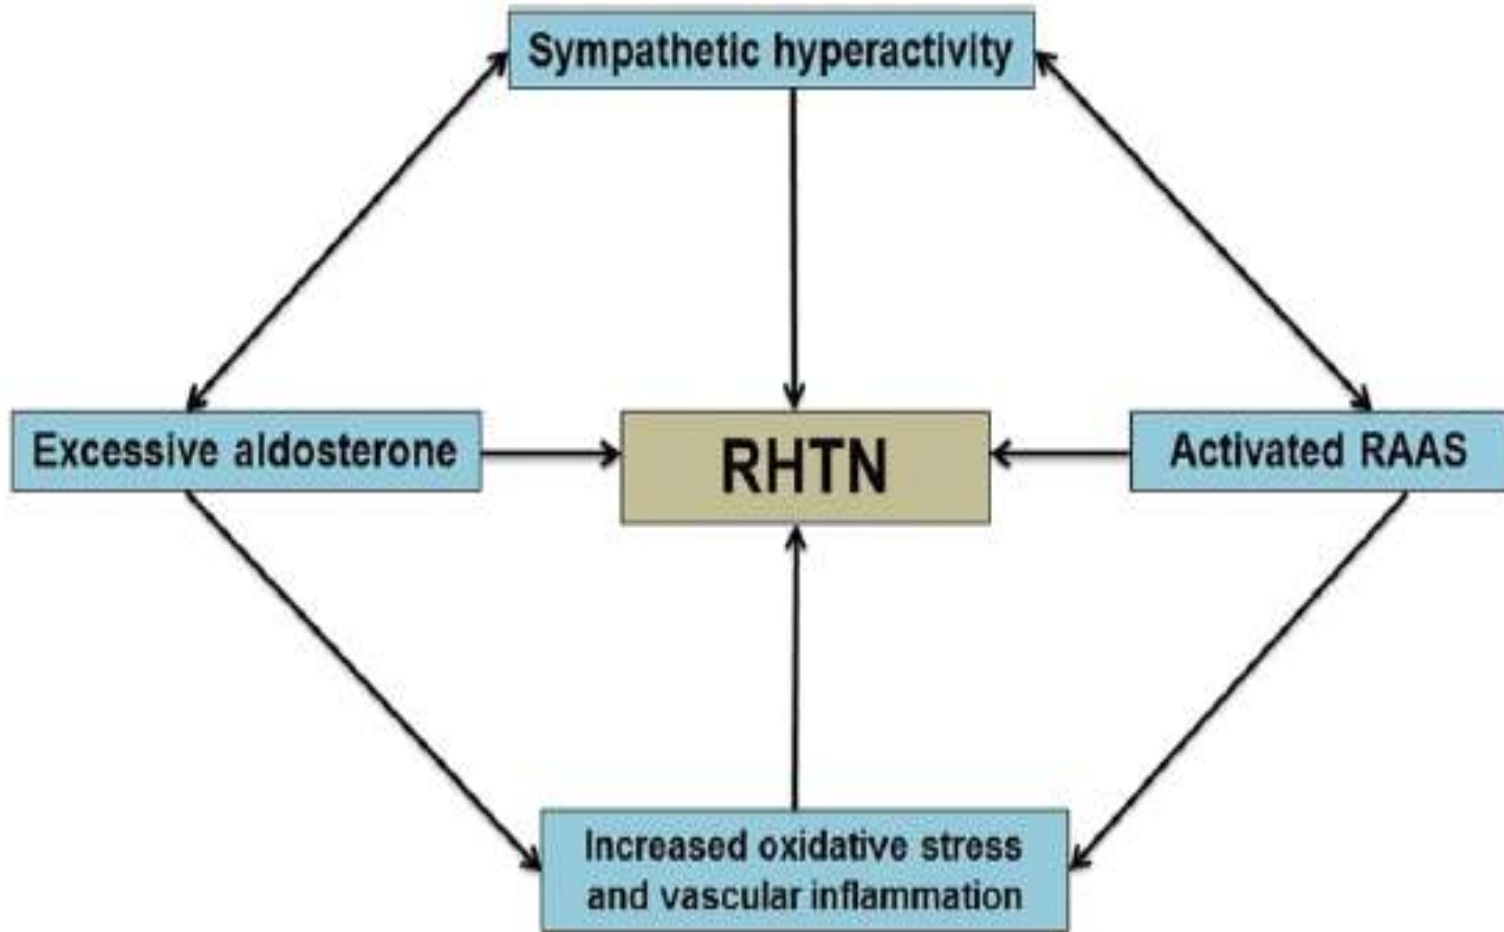 Sympathetic hyperactivity
Excessive aldosterone
RHTN
Activated RAAS
Increased oxidative stress
and vascular inflammation